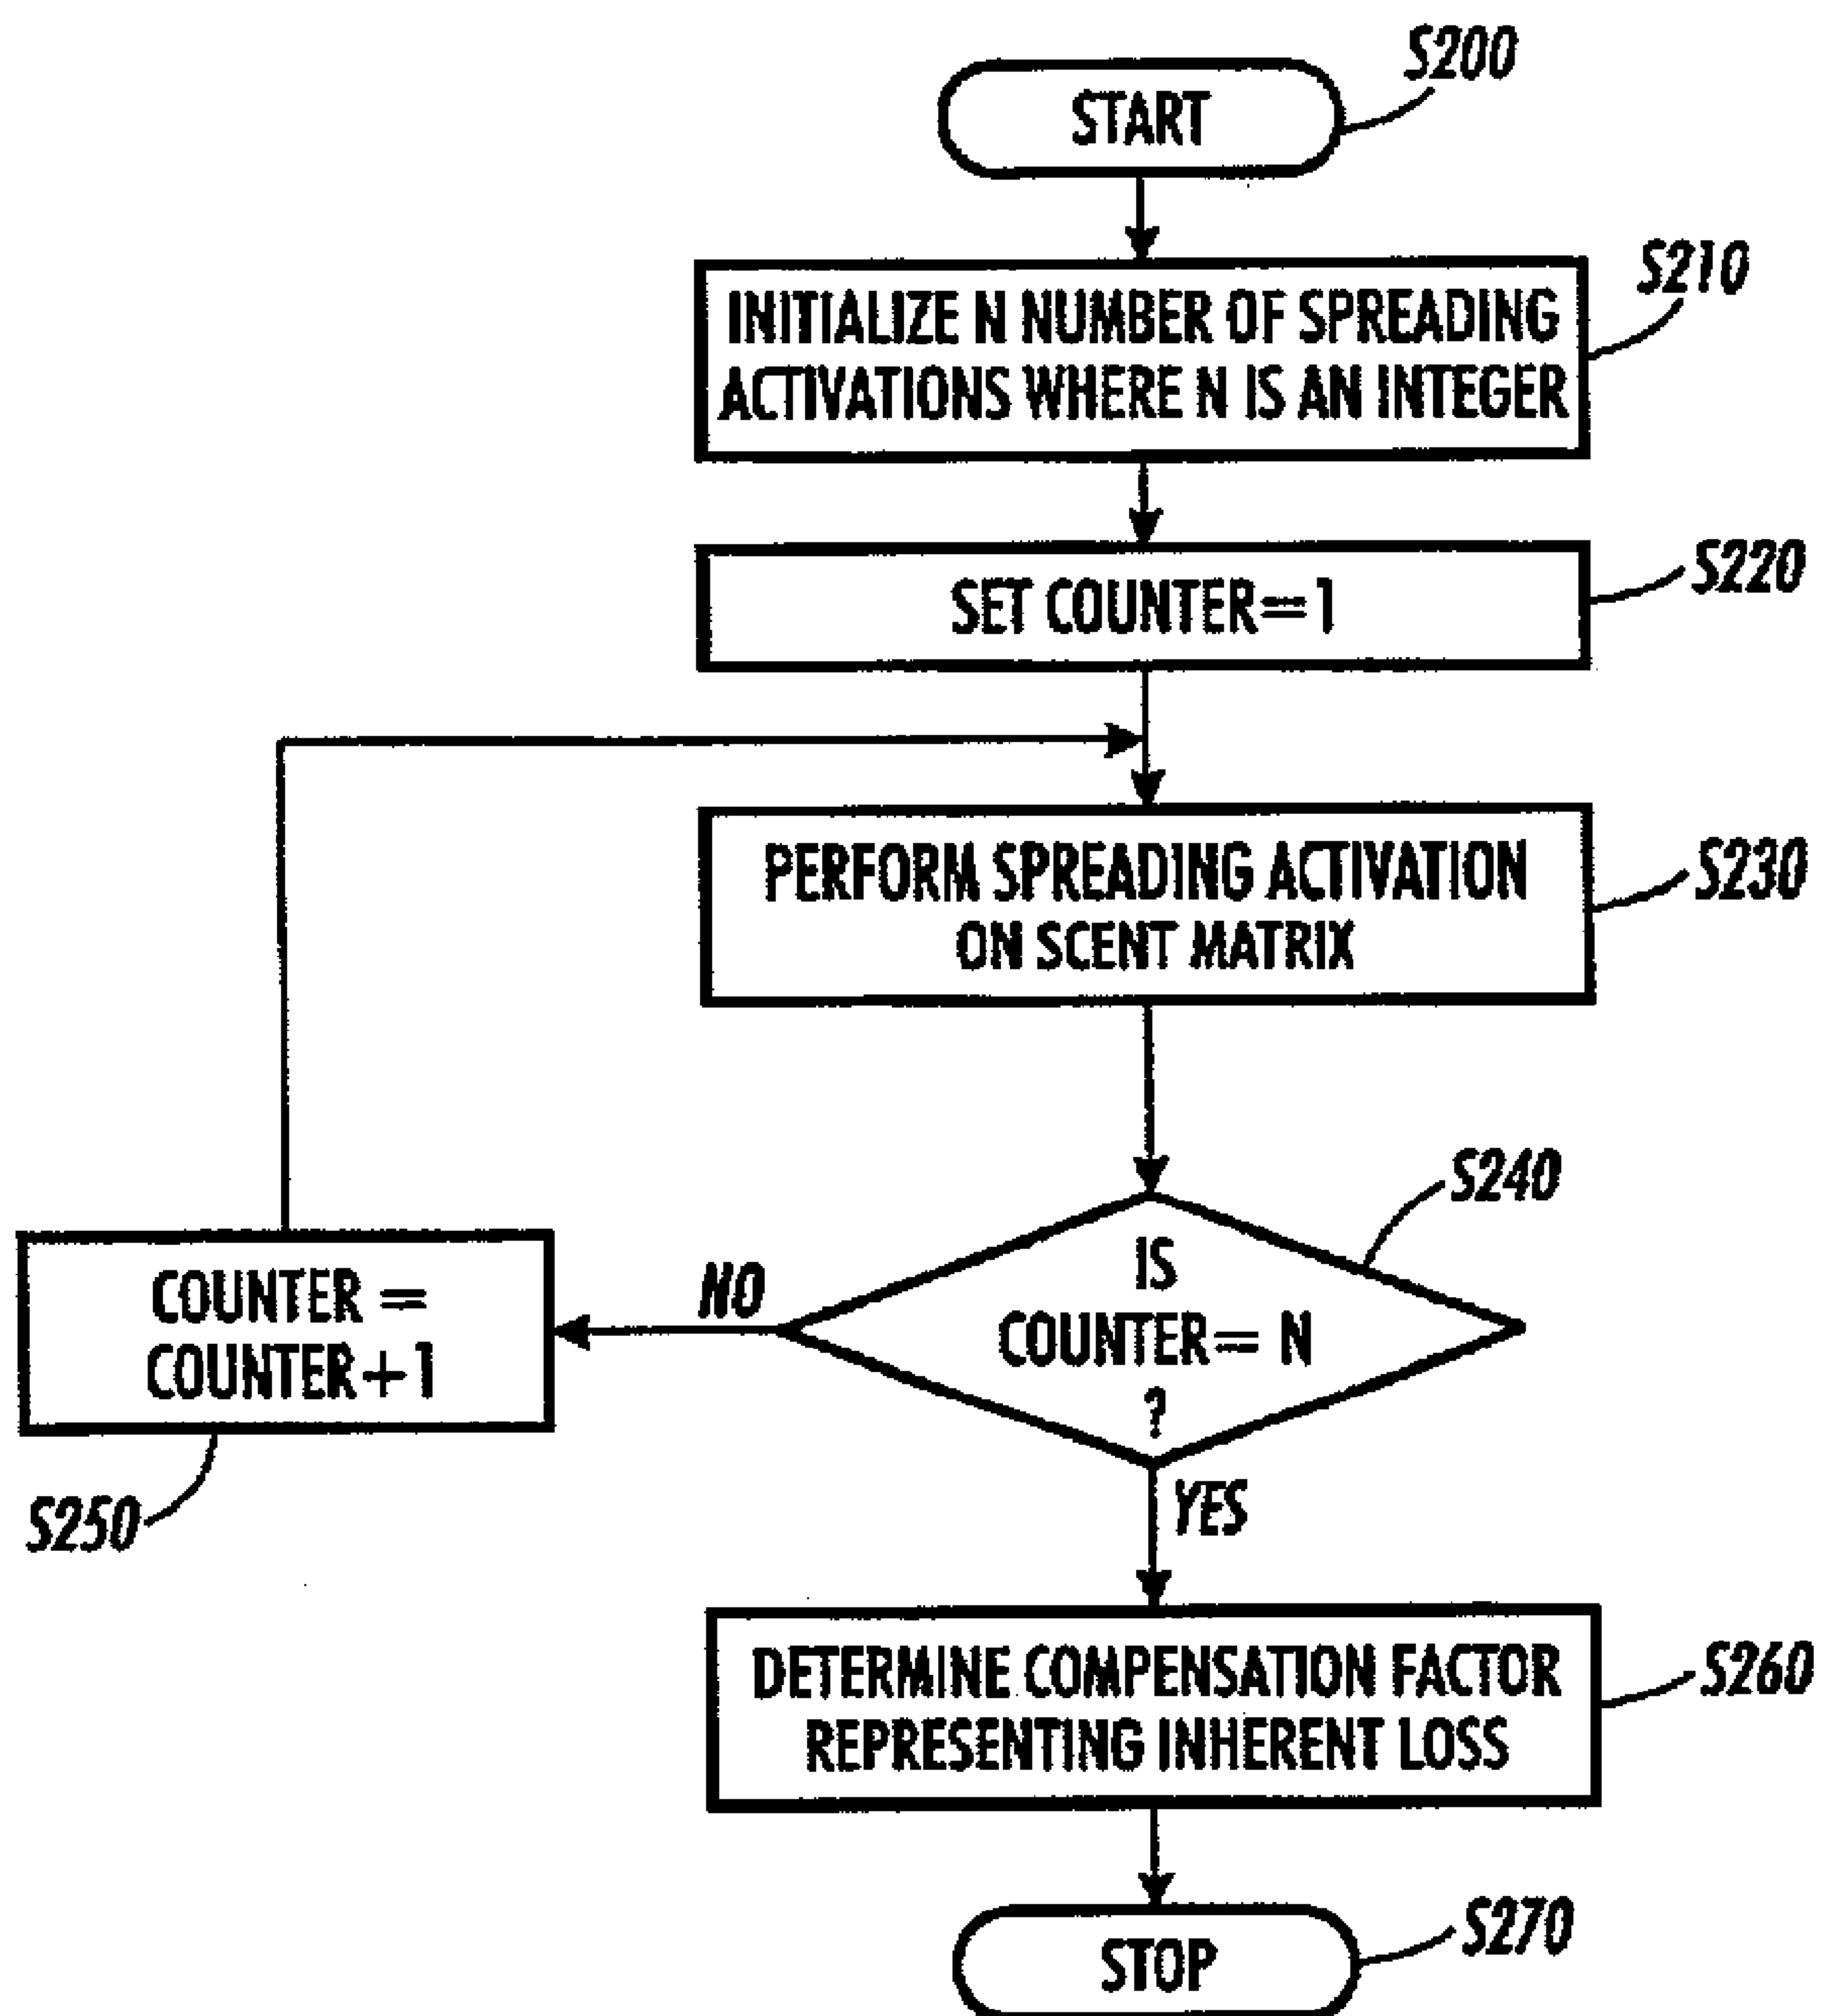 S200
START
S210
INITIALIZE N NUMBER OF SPREADING
ACTIVATIONS WHERE N IS AN INTEGER
S220
SET COUNTER=1
S230
PERFORM SPREADING ACTIVATION
ON SCENT MATRIX
S240
IS
COUNTER= N
?
NO
COUNTER =
COUNTER+1
S250
YES
S260
DETERMINE COMPENSATION FACTOR
REPRESENTING INHERENT LOSS
S270
STOP